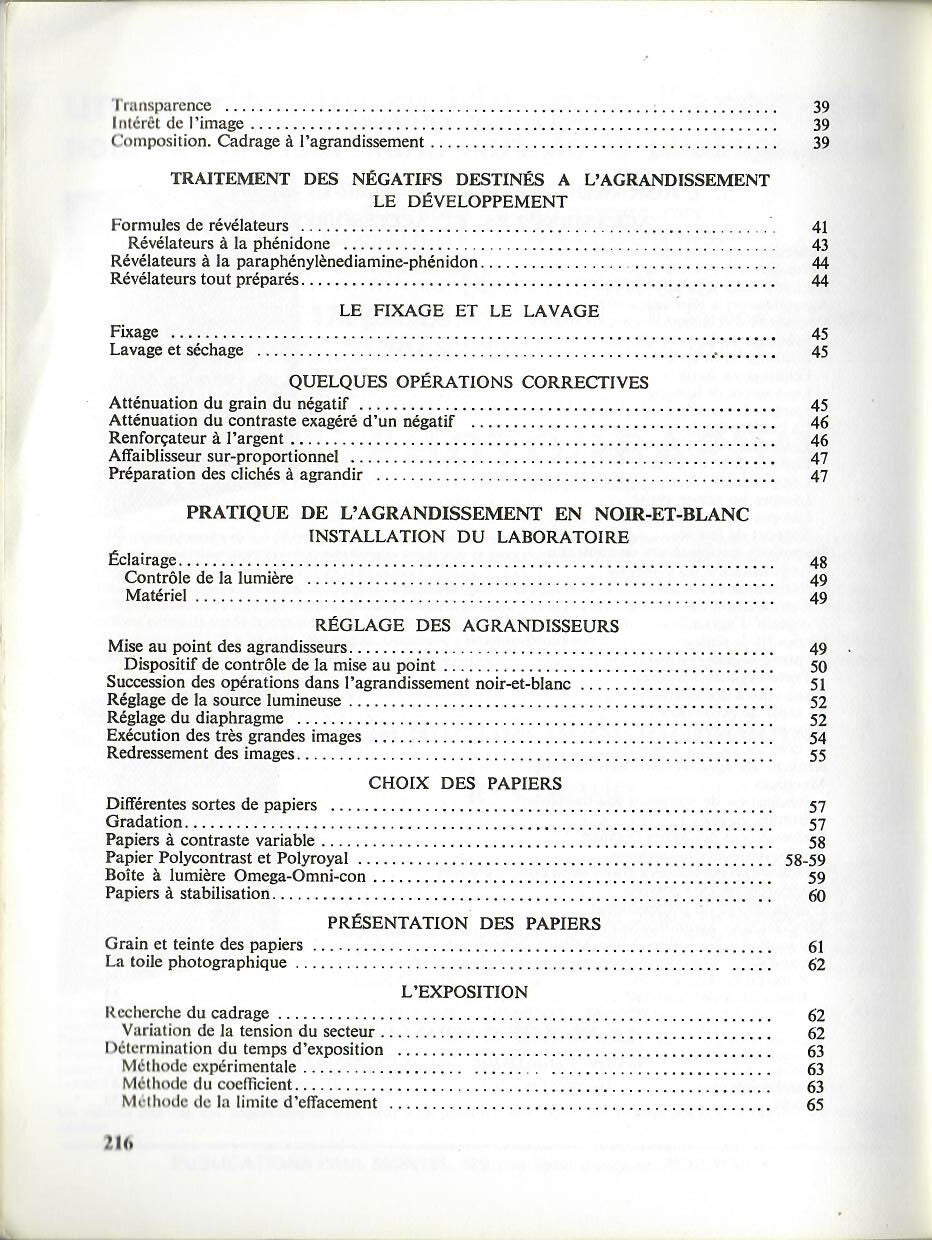 Transparence ........ 39
Intérêt de l'image ........ 39
Composition. Cadrage à l'agrandissement ........ 39
TRAITEMENT DES NÉGATIFS DESTINÉS A L'AGRANDISSEMENT
LE DÉVELOPPEMENT
Formules de révélateurs ........ 41
Révélateurs à la phénidone ........ 43
Révélateurs à la paraphénylènediamine-phénidon ........ 44
Révélateurs tout préparés ........ 44
LE FIXAGE ET LE LAVAGE
Fixage ........ 45
Lavage et séchage ........ 45
QUELQUES OPÉRATIONS CORRECTIVES
Atténuation du grain du négatif ........ 45
Atténuation du contraste exagéré d'un négatif ........ 46
Renforçateur à l'argent ........ 46
Affaiblisseur sur-proportionnel ........ 47
Préparation des clichés à agrandir ........ 47
PRATIQUE DE L'AGRANDISSEMENT EN NOIR-ET-BLANC
INSTALLATION DU LABORATOIRE
Éclairage ........ 48
Contrôle de la lumière ........ 49
Matériel ........ 49
RÉGLAGE DES AGRANDISSEURS
Mise au point des agrandisseurs ........ 49
Dispositif de contrôle de la mise au point ........ 50
Succession des opérations dans l'agrandissement noir-et-blanc ........ 51
Réglage de la source lumineuse ........ 52
Réglage du diaphragme ........ 52
Exécution des très grandes images ........ 54
Redressement des images ........ 55
CHOIX DES PAPIERS
Différentes sortes de papiers ........ 57
Gradation ........ 57
Papiers à contraste variable ........ 58
Papier Polycontrast et Polyroyal ........ 58-59
Boîte à lumière Omega-Omni-con ........ 59
Papiers à stabilisation ........ 60
PRÉSENTATION DES PAPIERS
Grain et teinte des papiers ........ 61
La toile photographique ........ 62
L'EXPOSITION
Recherche du cadrage ........ 62
Variation de la tension du secteur ........ 62
Détermination du temps d'exposition ........ 63
Méthode expérimentale ........ 63
Méthode du coefficient ........ 63
Méthode de la limite d'effacement ........ 65
216